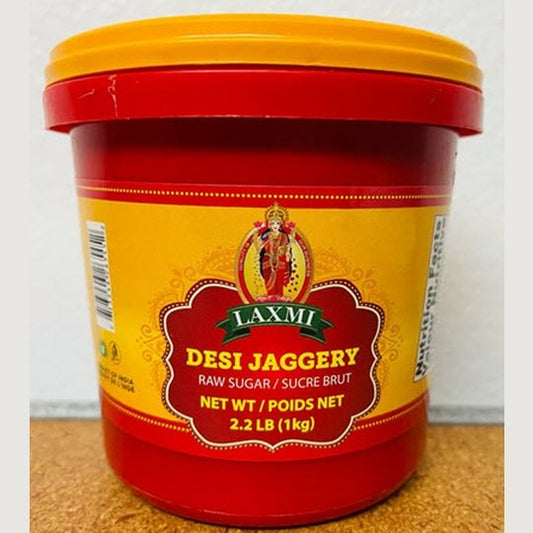 LAXMI
DESI JAGGERY
RAW SUGAR / SUCRE BRUT
NET WT / POIDS NET
2.2 LB (1kg)
Nutrition Facts
OF INDIA